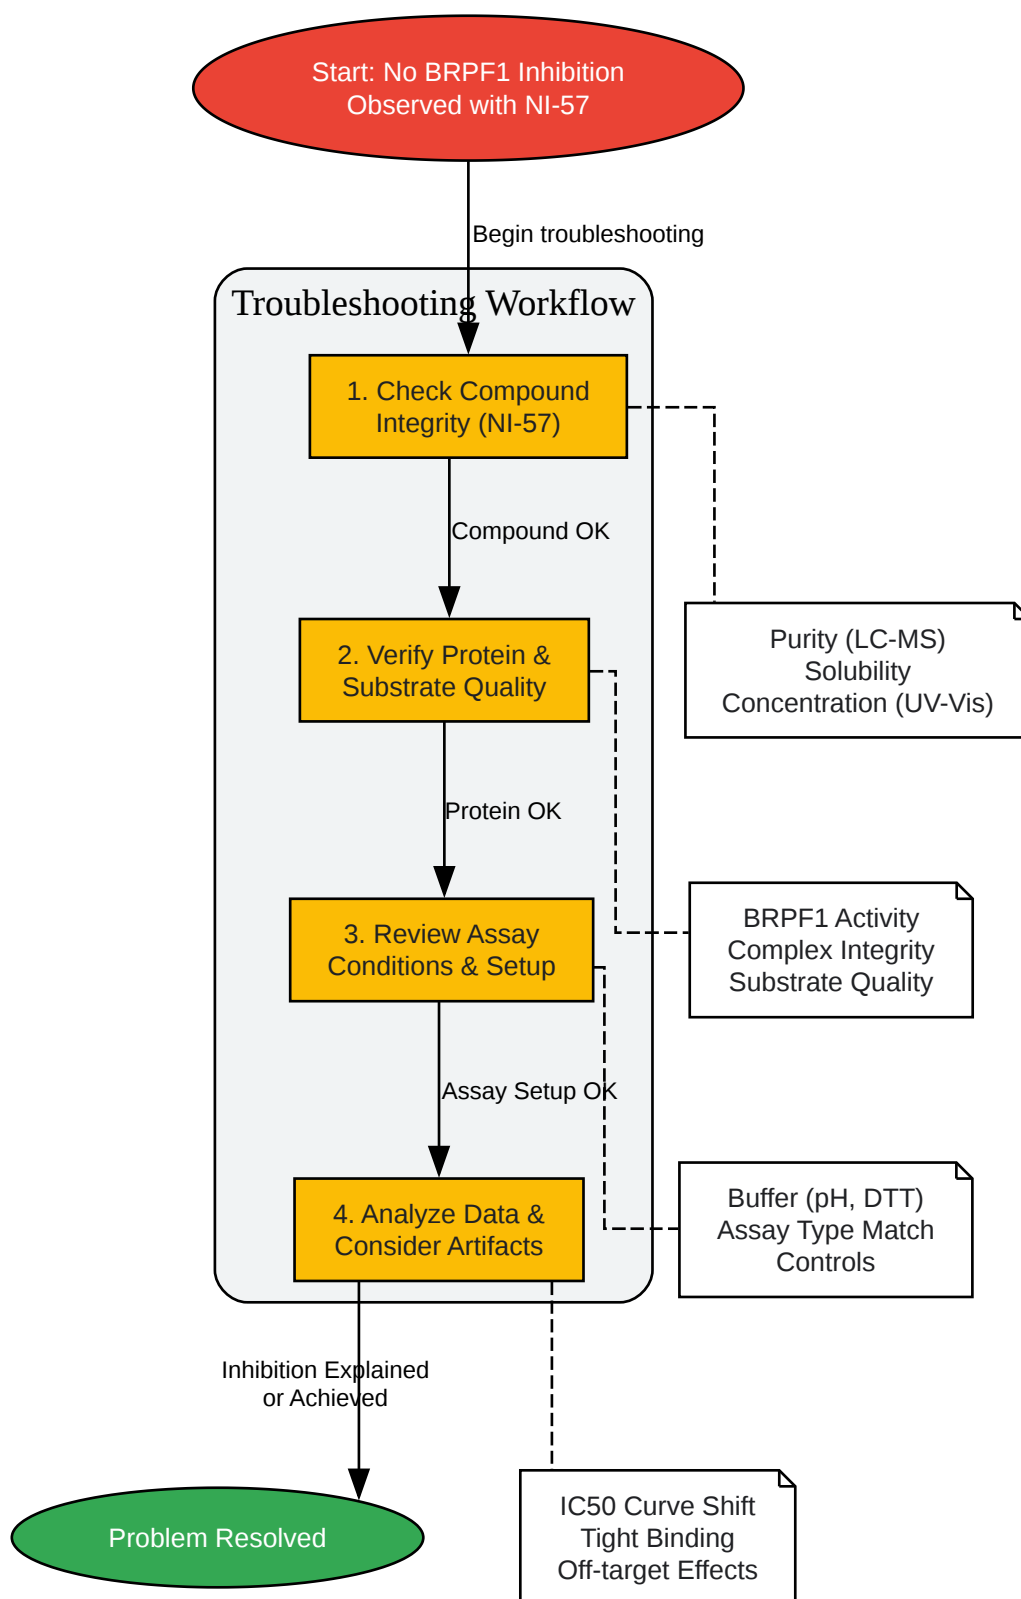 Start: No BRPF1 Inhibition
Observed with NI-57
Begin troubleshooting
Troubleshooting Workflow
1. Check Compound
Integrity (NI-57)
Compound OK
Purity (LC-MS)
Solubility
Concentration (UV-Vis)
2. Verify Protein &
Substrate Quality
Protein OK
BRPF1 Activity
Complex Integrity
Substrate Quality
3. Review Assay
Conditions & Setup
Assay Setup OK
Buffer (pH, DTT)
Assay Type Match
Controls
4. Analyze Data &
Consider Artifacts
Inhibition Explained
or Achieved
IC50 Curve Shift
Tight Binding
Off-target Effects
Problem Resolved